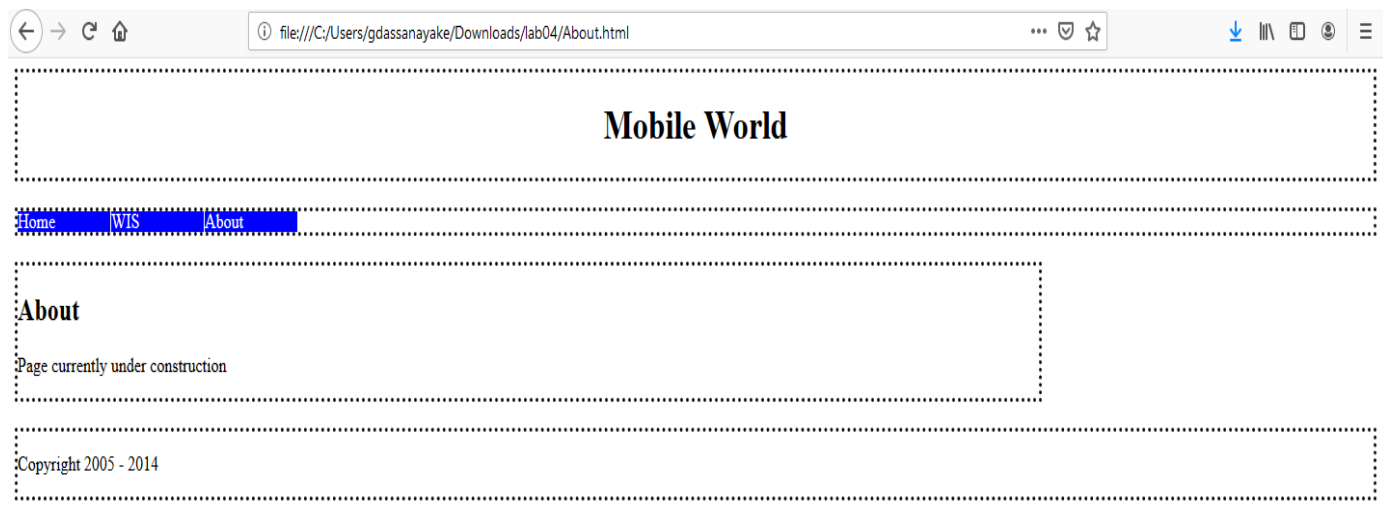 file:///C:/Users/gdassanayake/Downloads/lab04/About.html
Mobile World
Home WIS About
About
Page currently under construction
Copyright 2005 - 2014